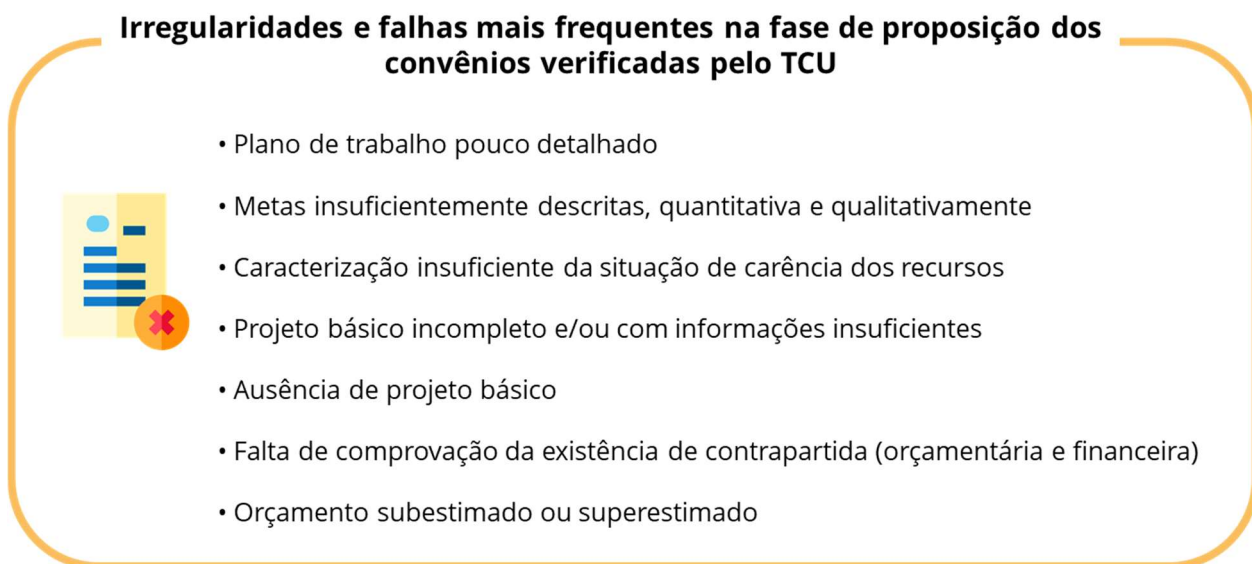 Irregularidades e falhas mais frequentes na fase de proposição dos
convênios verificadas pelo TCU
• Plano de trabalho pouco detalhado
• Metas insuficientemente descritas, quantitativa e qualitativamente
• Caracterização insuficiente da situação de carência dos recursos
• Projeto básico incompleto e/ou com informações insuficientes
• Ausência de projeto básico
• Falta de comprovação da existência de contrapartida (orçamentária e financeira)
• Orçamento subestimado ou superestimado